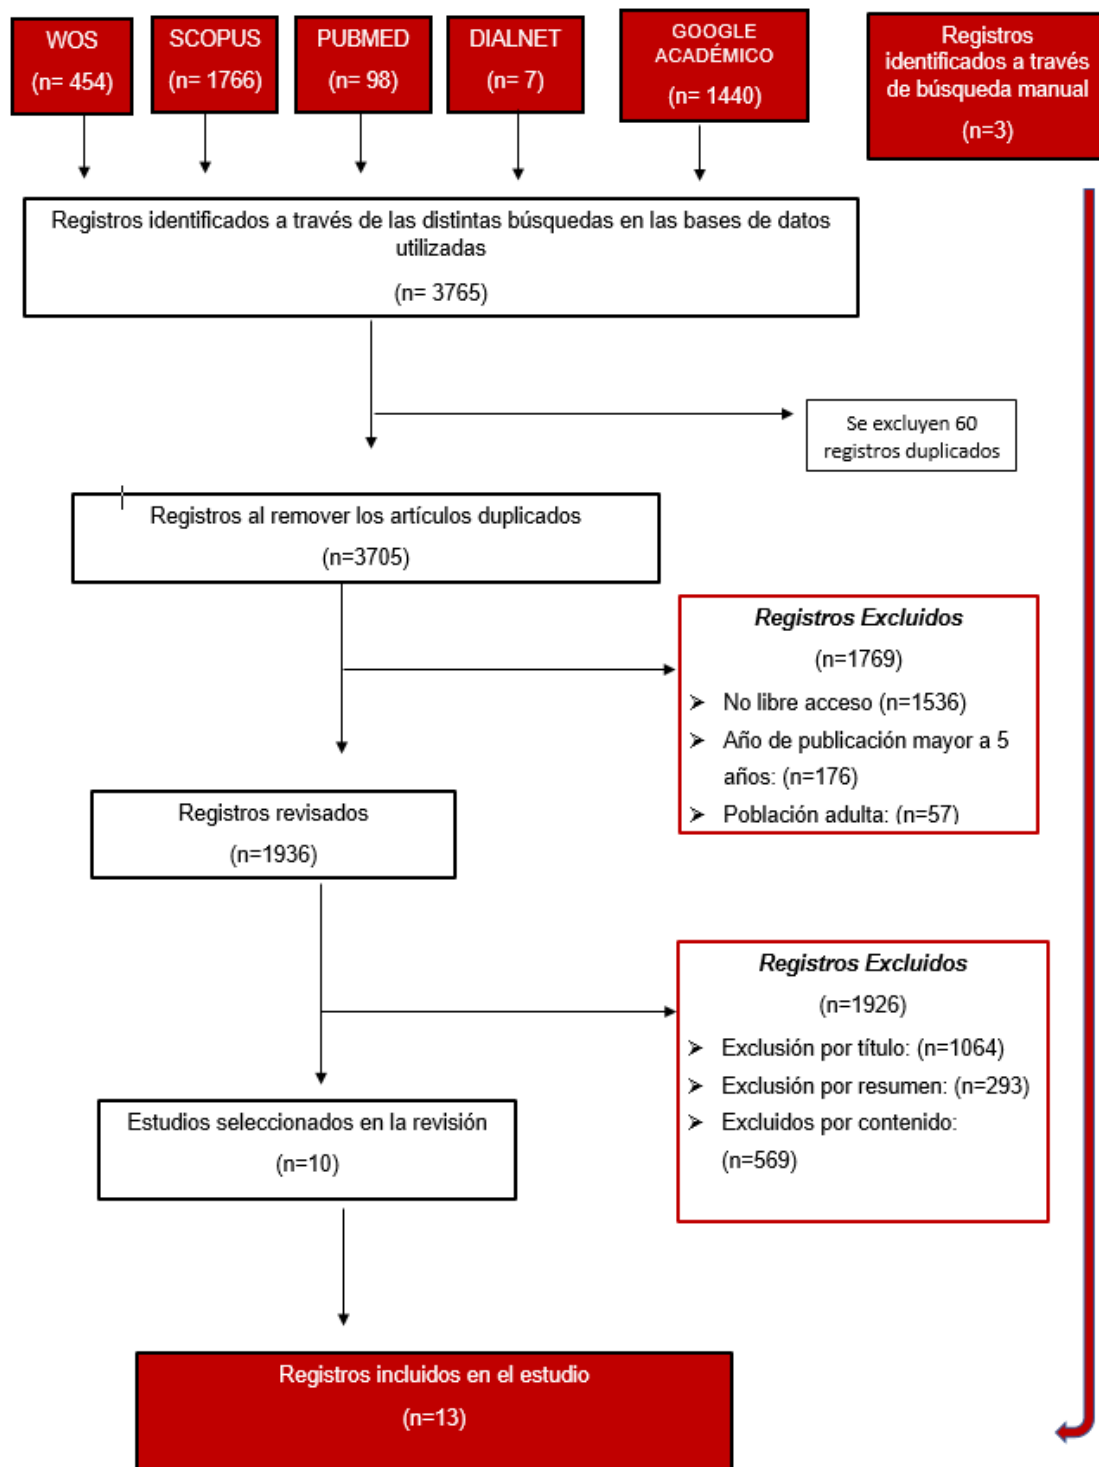 WOS
(n= 454)
SCOPUS
(n= 1766)
PUBMED
(n= 98)
DIALNET
(n= 7)
GOOGLE
ACADÉMICO
(n= 1440)
Registros
identificados a través
de búsqueda manual
(n=3)
Registros identificados a través de las distintas búsquedas en las bases de datos
utilizadas
(n= 3765)
Se excluyen 60
registros duplicados
Registros al remover los artículos duplicados
(n=3705)
Registros Excluidos
(n=1769)
➤ No libre acceso (n=1536)
➤ Año de publicación mayor a 5
años: (n=176)
➤ Población adulta: (n=57)
Registros revisados
(n=1936)
Registros Excluidos
(n=1926)
➤ Exclusión por título: (n=1064)
➤ Exclusión por resumen: (n=293)
➤ Excluidos por contenido:
(n=569)
Estudios seleccionados en la revisión
(n=10)
Registros incluidos en el estudio
(n=13)